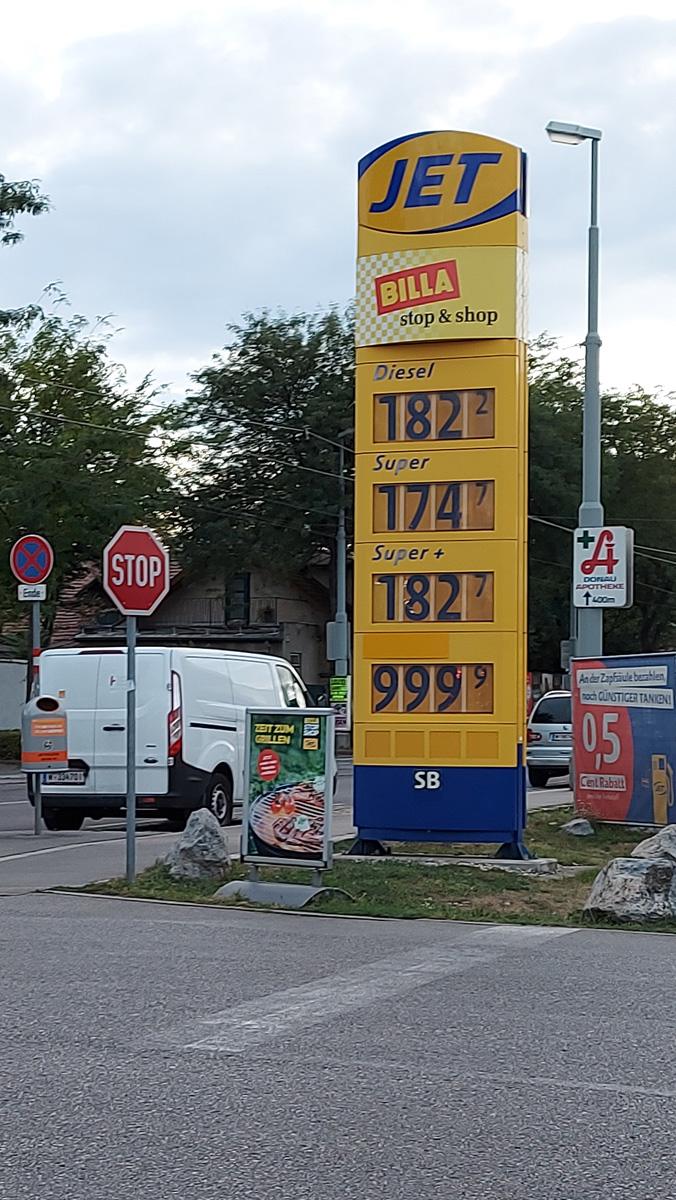 JET
BILLA
stop & shop
Diesel
182 2
Super
174 7
Super +
182 7
999 9
SB
STOP
Ende
ZEIT ZUM
GRILLEN
DONAU
APOTHEKE
400m
An der Zapfsäule bezahlen,
noch GÜNSTIGER TANKEN!
0,5
Cent Rabatt